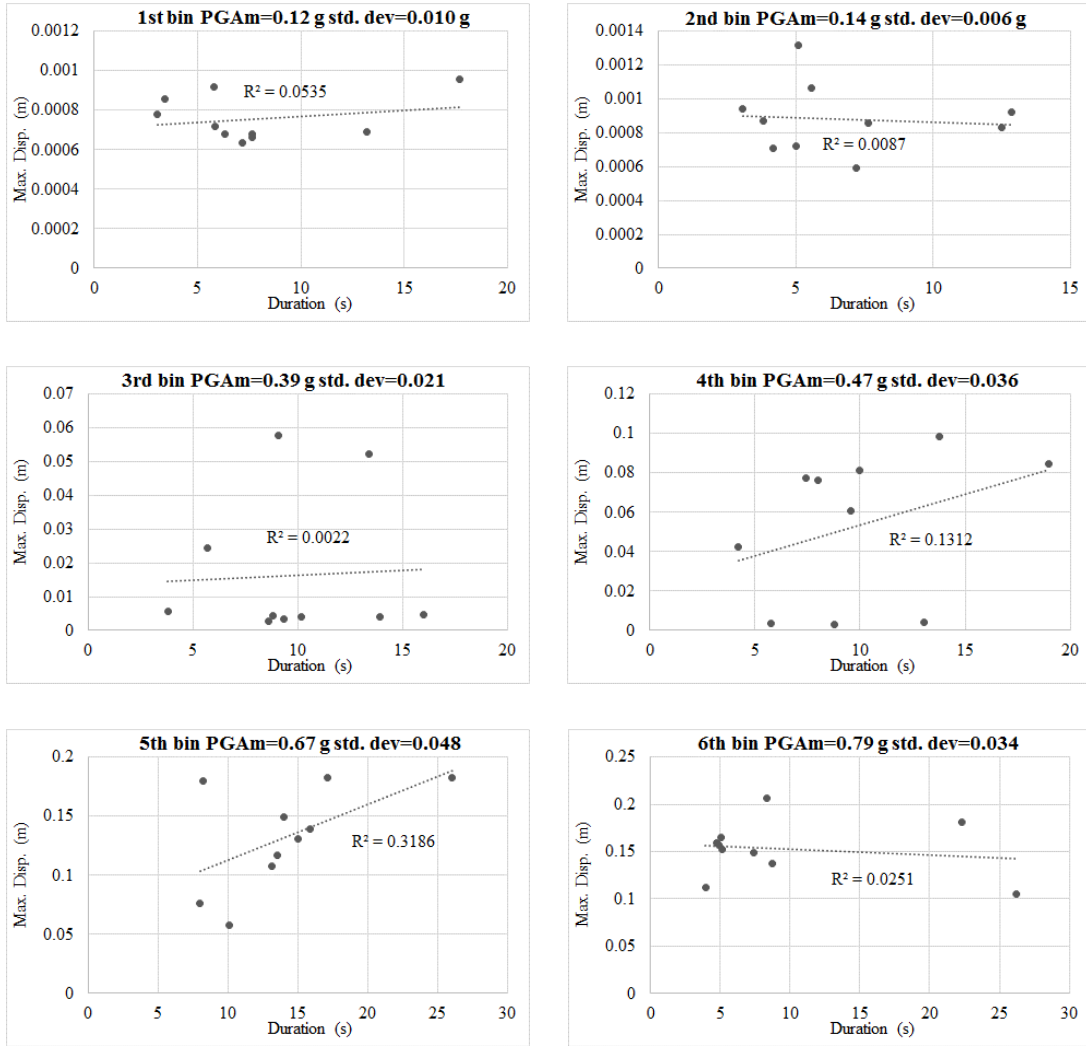 1st bin PGAm=0.12 g std. dev=0.010 g
0.0012
0.001
0.0008
0.0006
0.0004
0.0002
0
Max. Disp. (m)
R² = 0.0535
0 5 10 15 20
Duration (s)
2nd bin PGAm=0.14 g std. dev=0.006 g
0.0014
0.0012
0.001
0.0008
0.0006
0.0004
0.0002
0
Max. Disp. (m)
R² = 0.0087
0 5 10 15
Duration (s)
3rd bin PGAm=0.39 g std. dev=0.021
0.07
0.06
0.05
0.04
0.03
0.02
0.01
0
Max. Disp. (m)
R² = 0.0022
0 5 10 15 20
Duration (s)
4th bin PGAm=0.47 g std. dev=0.036
0.12
0.1
0.08
0.06
0.04
0.02
0
Max. Disp. (m)
R² = 0.1312
0 5 10 15 20
Duration (s)
5th bin PGAm=0.67 g std. dev=0.048
0.2
0.15
0.1
0.05
0
Max. Disp. (m)
R² = 0.3186
0 5 10 15 20 25 30
Duration (s)
6th bin PGAm=0.79 g std. dev=0.034
0.25
0.2
0.15
0.1
0.05
0
Max. Disp. (m)
R² = 0.0251
0 5 10 15 20 25 30
Duration (s)